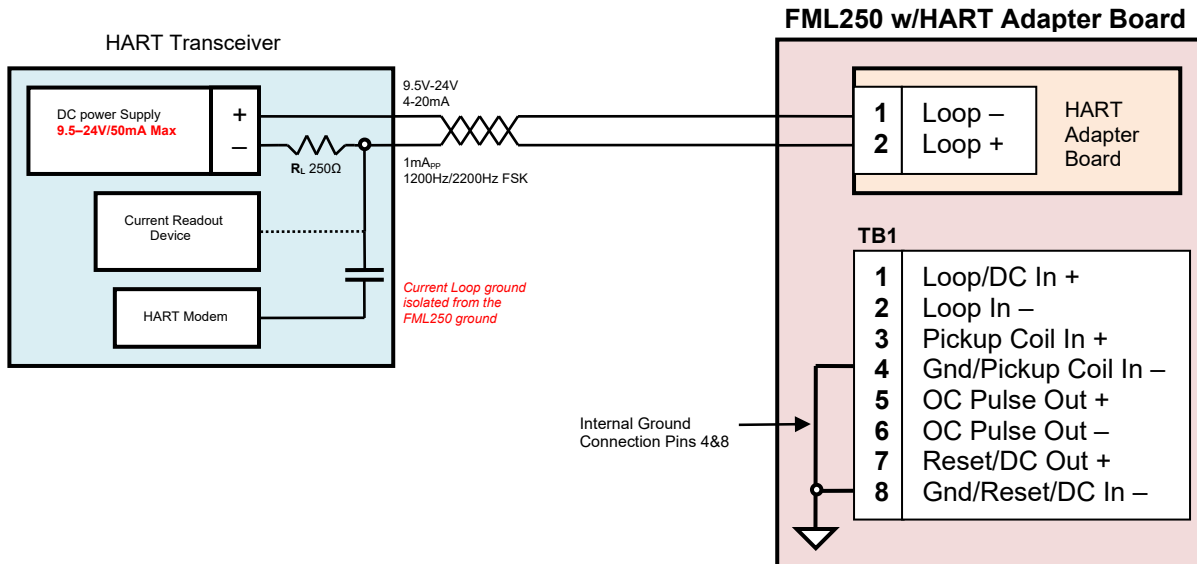 FML250 w/HART Adapter Board
HART Transceiver
DC power Supply
9.5–24V/50mA Max
+
–
RL 250Ω
Current Readout
Device
HART Modem
9.5V-24V
4-20mA
1mAPP
1200Hz/2200Hz FSK
Current Loop ground
isolated from the
FML250 ground
1 Loop –
2 Loop +
HART
Adapter
Board
TB1
1 Loop/DC In +
2 Loop In –
3 Pickup Coil In +
4 Gnd/Pickup Coil In –
5 OC Pulse Out +
6 OC Pulse Out –
7 Reset/DC Out +
8 Gnd/Reset/DC In –
Internal Ground
Connection Pins 4&8